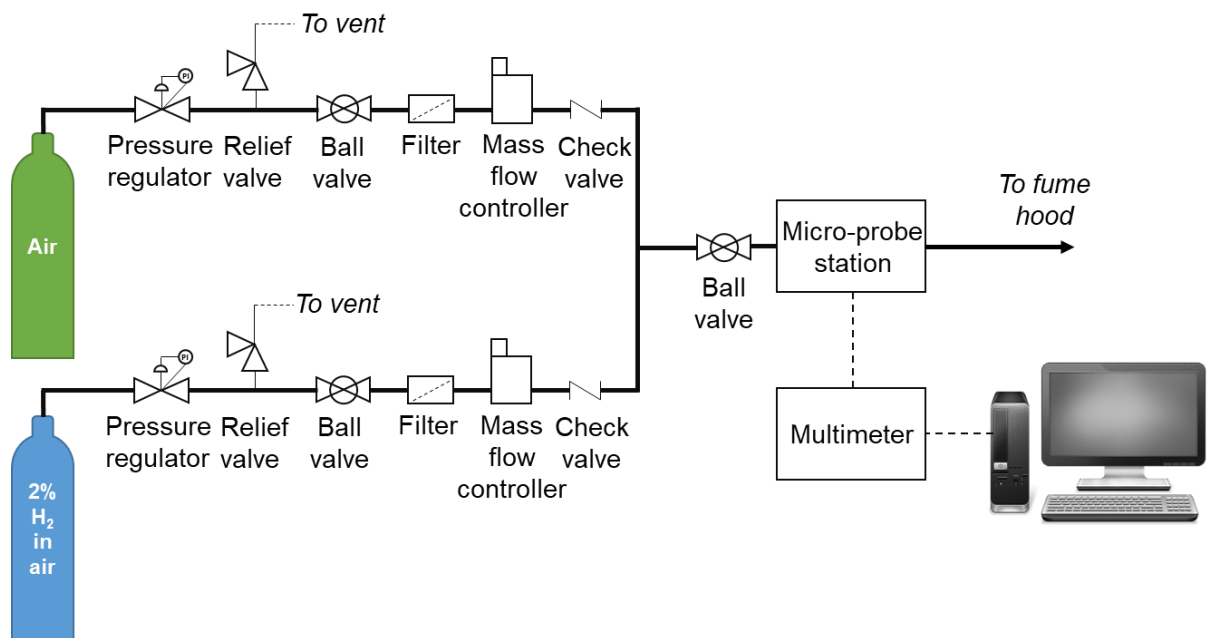 To vent
PI
Pressure
regulator
Relief
valve
Ball
valve
Filter
Mass
flow
controller
Check
valve
Air
To fume
hood
Micro-probe
station
Ball
valve
To vent
PI
Pressure
regulator
Relief
valve
Ball
valve
Filter
Mass
flow
controller
Check
valve
Multimeter
2%
H₂
in
air